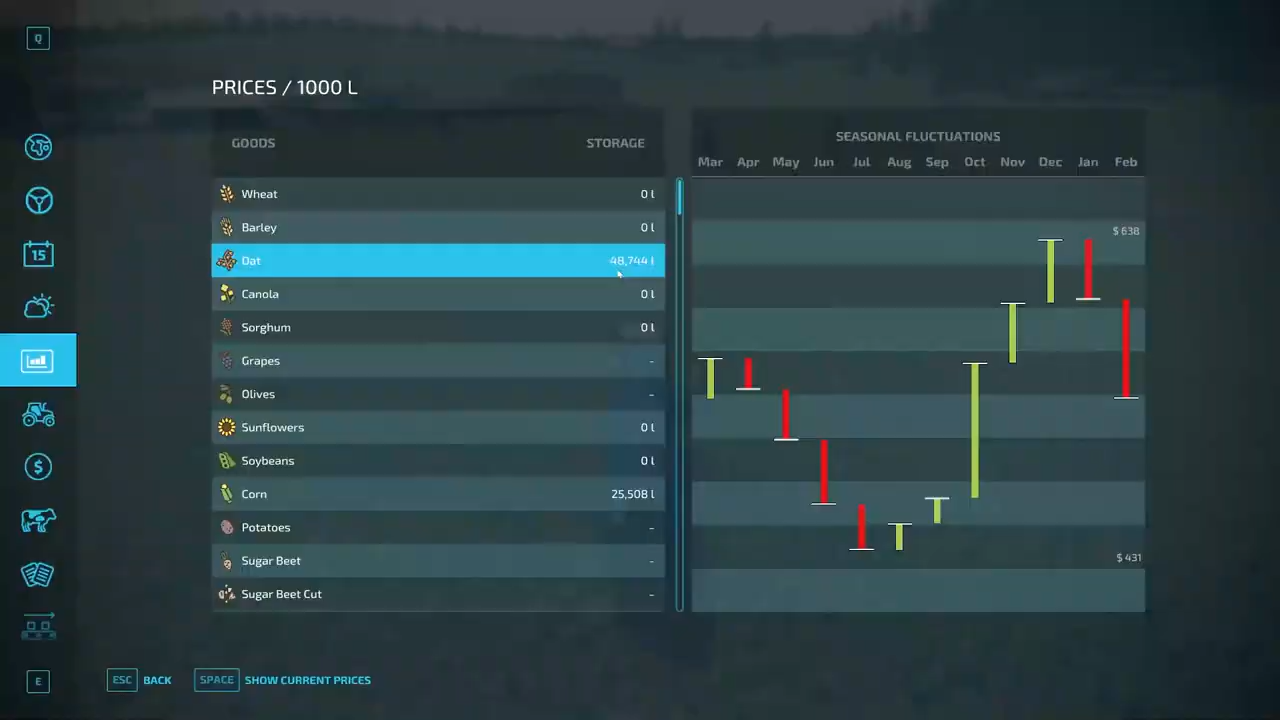 Q
PRICES / 1000 L
GOODS STORAGE
SEASONAL FLUCTUATIONS
Mar Apr May Jun Jul Aug Sep Oct Nov Dec Jan Feb
Wheat 0 l
Barley 0 l
$ 638
15
Oat 48,744 l
Canola 0 l
Sorghum 0 l
Grapes -
Olives -
Sunflowers 0 l
Soybeans 0 l
$
Corn 25,508 l
Potatoes -
Sugar Beet -
$ 431
Sugar Beet Cut -
E
ESC BACK SPACE SHOW CURRENT PRICES